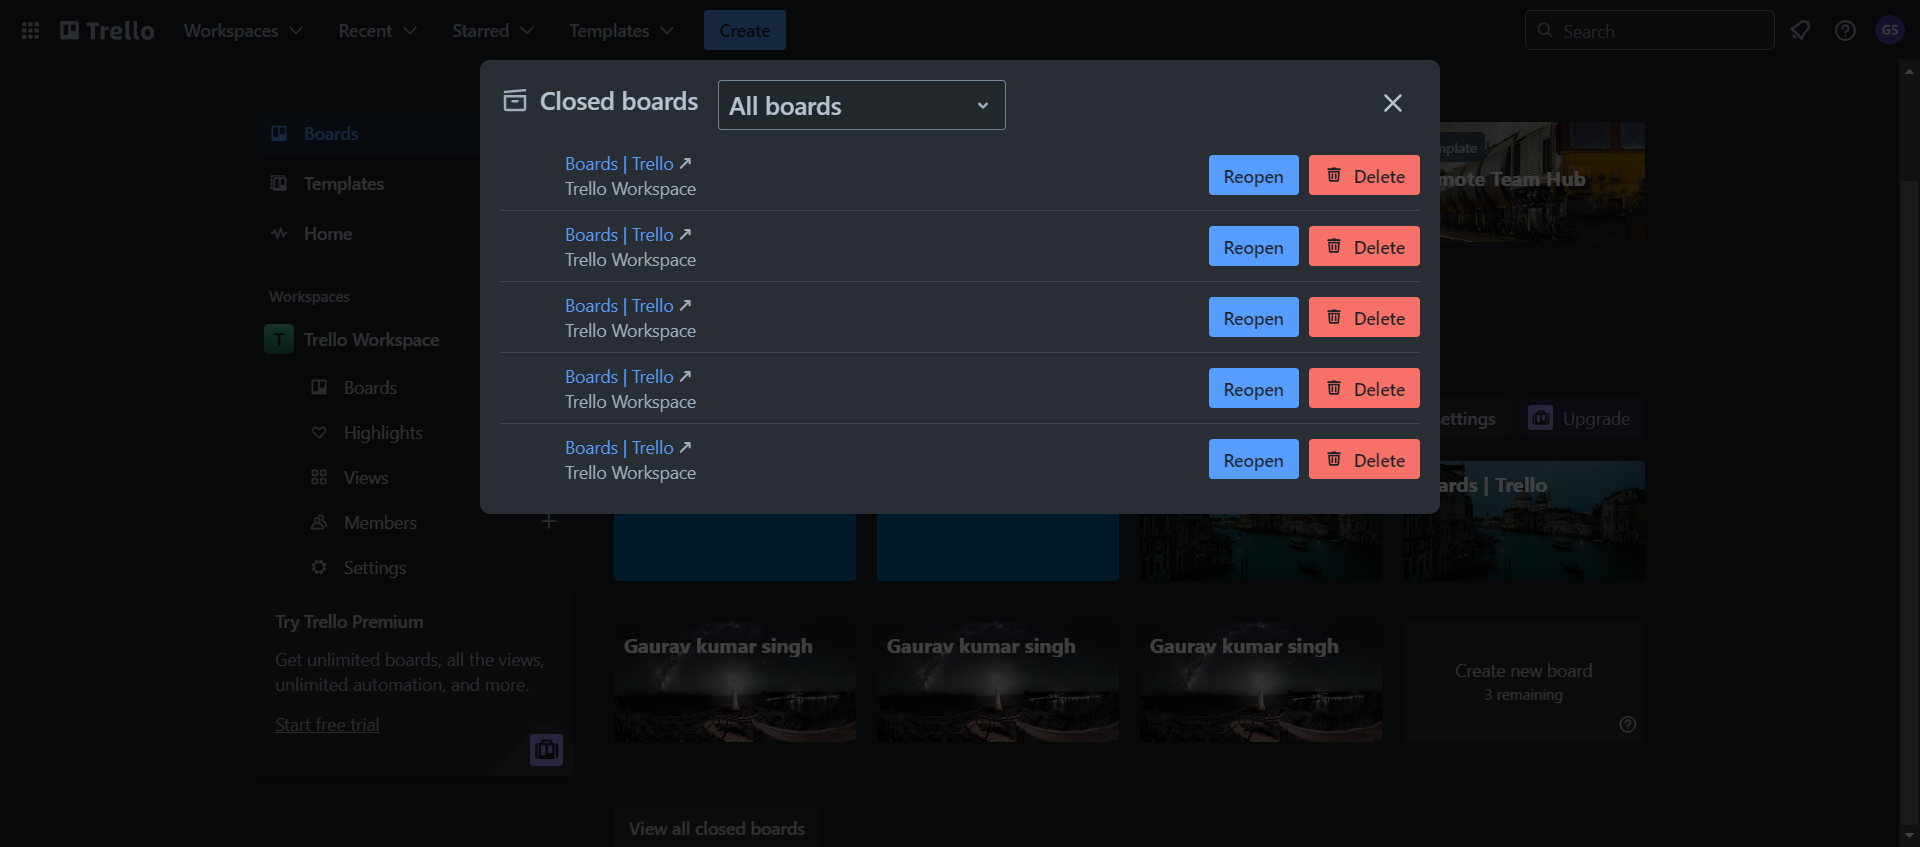 Trello
Workspaces
Recent
Starred
Templates
Create
Search
GS
Closed boards
All boards
Boards | Trello
Trello Workspace
Reopen
Delete
Boards | Trello
Trello Workspace
Reopen
Delete
Boards | Trello
Trello Workspace
Reopen
Delete
Boards | Trello
Trello Workspace
Reopen
Delete
Boards | Trello
Trello Workspace
Reopen
Delete
Boards
Templates
Home
Workspaces
T Trello Workspace
Boards
Highlights
Views
Members
Settings
Try Trello Premium
Get unlimited boards, all the views,
unlimited automation, and more.
Start free trial
mplate
mote Team Hub
ettings
Upgrade
ards | Trello
Gaurav kumar singh
Gaurav kumar singh
Gaurav kumar singh
Create new board
3 remaining
View all closed boards